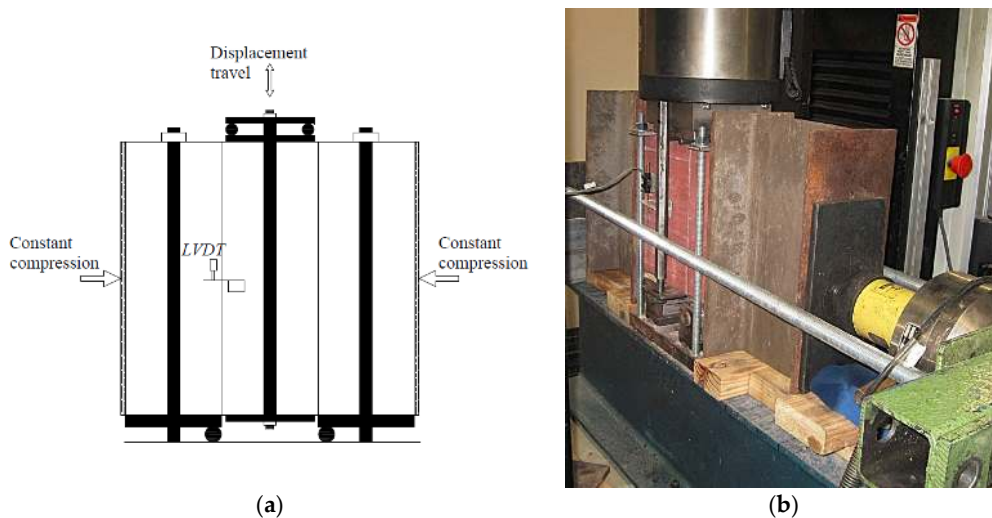 Displacement
travel
LVDT
Constant
compression
Constant
compression
(a)
(b)